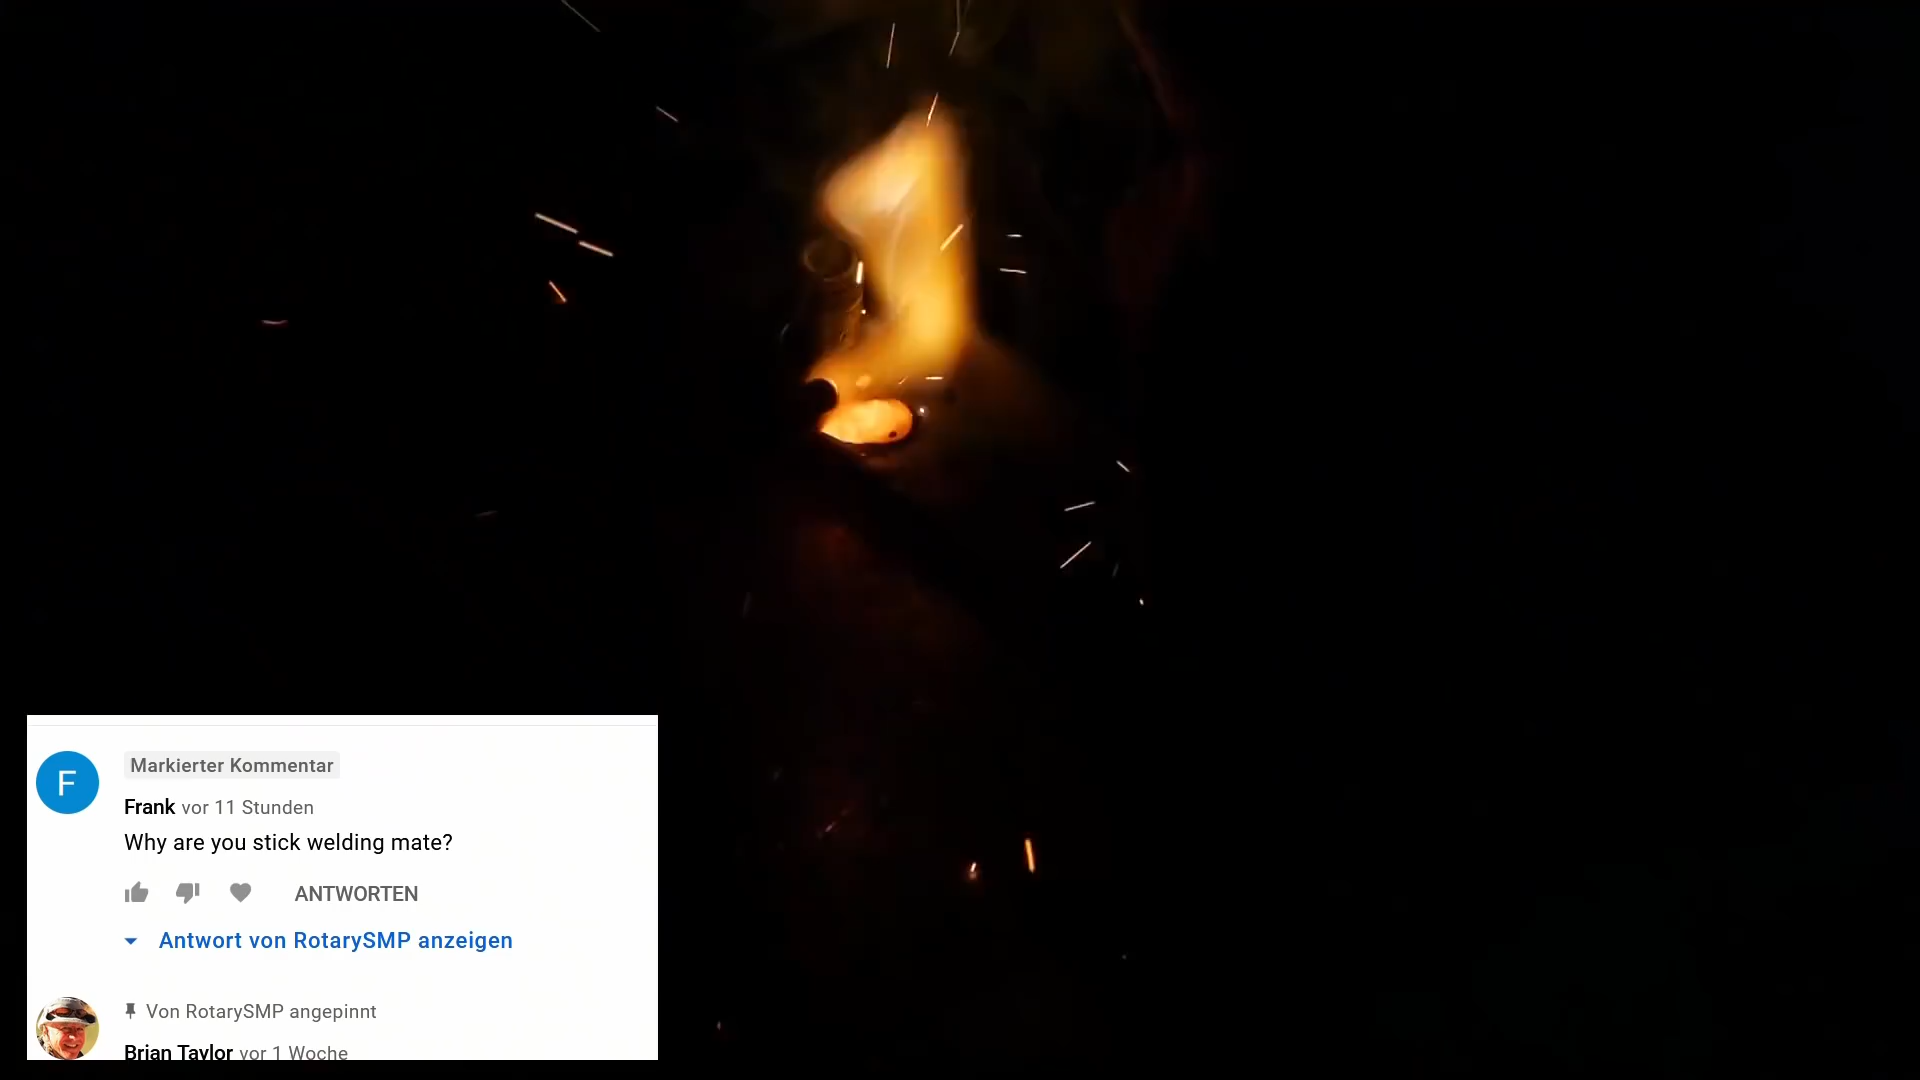 F
Markierter Kommentar
Frank vor 11 Stunden
Why are you stick welding mate?
ANTWORTEN
Antwort von RotarySMP anzeigen
Von RotarySMP angepinnt
Brian Taylor vor 1 Woche